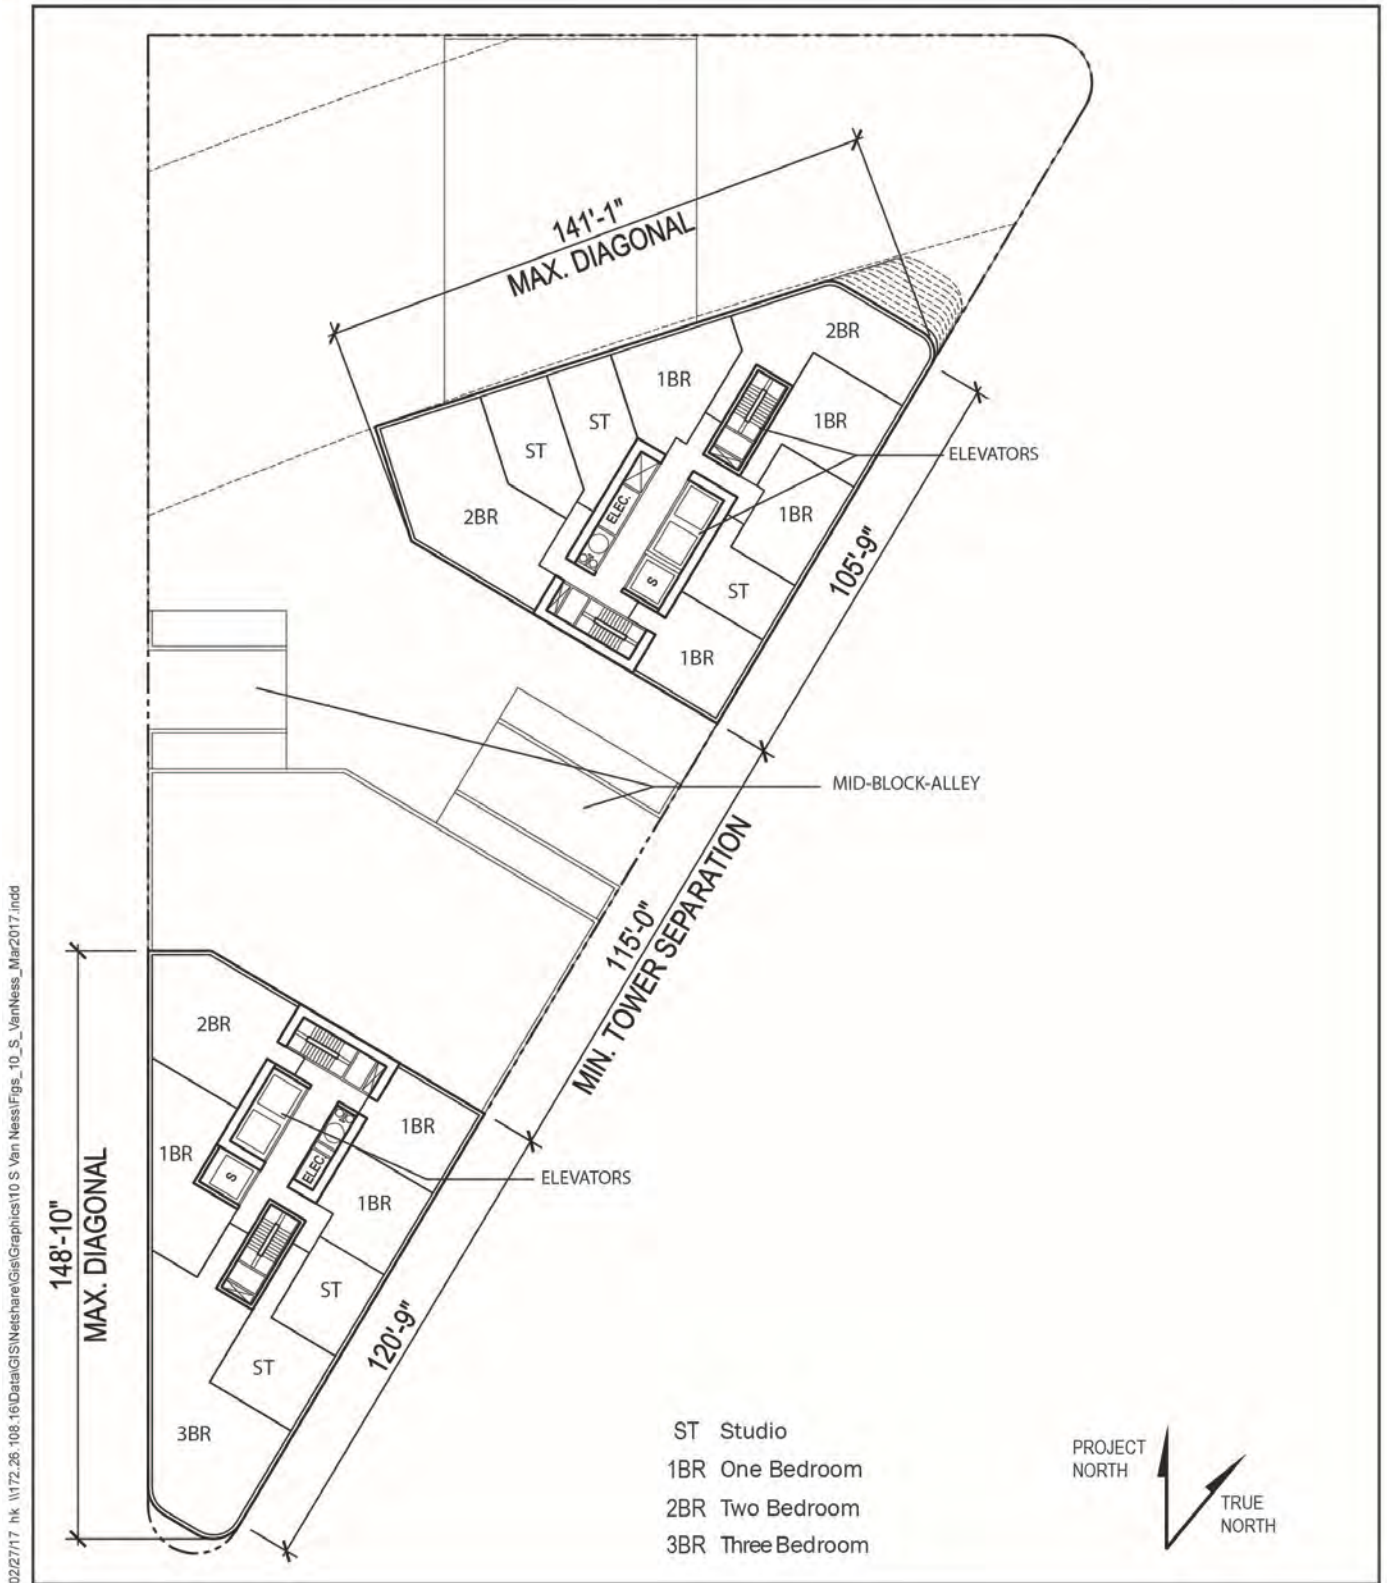 141'-1"
MAX. DIAGONAL
2BR
1BR
1BR
ST
ST
ELEVATORS
ELEC.
2BR
1BR
105'-9"
S
ST
1BR
MID-BLOCK-ALLEY
115'-0"
MIN. TOWER SEPARATION
2BR
1BR
1BR
ELEC.
S
ELEVATORS
1BR
148'-10"
MAX. DIAGONAL
ST
120'-9"
ST
3BR
ST Studio
1BR One Bedroom
2BR Two Bedroom
3BR Three Bedroom
PROJECT
NORTH
TRUE
NORTH
02/27/17 hk \\172.26.108.16\Data\GIS\Netshare\Gis\Graphics\10 S Van Ness\Figs_10_S_VanNess_Mar2017.indd